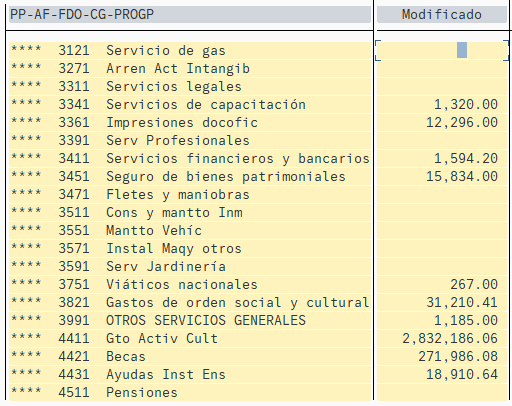 PP-AF-FDO-CG-PROGP Modificado
**** 3121 Servicio de gas
**** 3271 Arren Act Intangib
**** 3311 Servicios legales
**** 3341 Servicios de capacitación 1,320.00
**** 3361 Impresiones docofic 12,296.00
**** 3391 Serv Profesionales
**** 3411 Servicios financieros y bancarios 1,594.20
**** 3451 Seguro de bienes patrimoniales 15,834.00
**** 3471 Fletes y maniobras
**** 3511 Cons y mantto Inm
**** 3551 Mantto Vehíc
**** 3571 Instal Maqy otros
**** 3591 Serv Jardinería
**** 3751 Viáticos nacionales 267.00
**** 3821 Gastos de orden social y cultural 31,210.41
**** 3991 OTROS SERVICIOS GENERALES 1,185.00
**** 4411 Gto Activ Cult 2,832,186.06
**** 4421 Becas 271,986.08
**** 4431 Ayudas Inst Ens 18,910.64
**** 4511 Pensiones